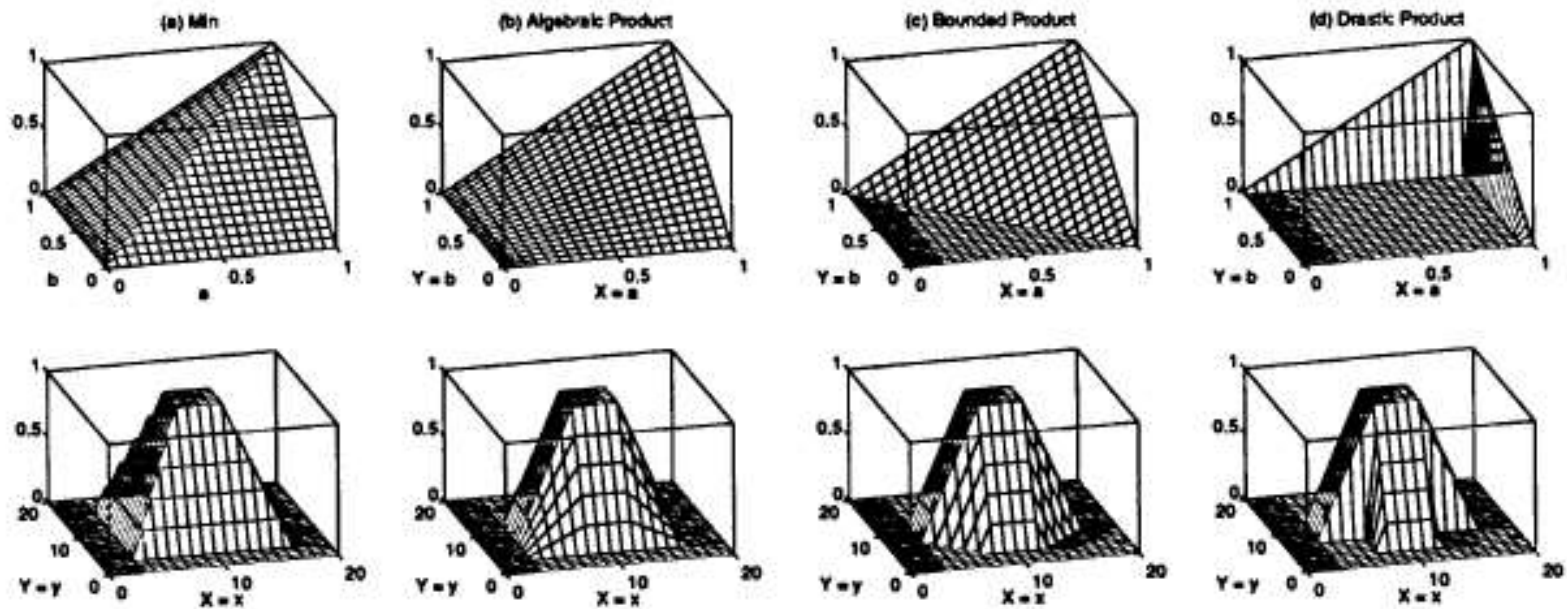 (a) Min
(b) Algebraic Product
(c) Bounded Product
(d) Drastic Product
1 1 1 1
0.5 0.5 0.5 0.5
0 0 0 0
1 1 1 1
0.5 0.5 0.5 0.5
b 0 0 a 0.5 1
Y = b 0 0 X = a 0.5 1
Y = b 0 0 X = a 0.5 1
Y = b 0 0 X = a 0.5 1
1 1 1 1
0.5 0.5 0.5 0.5
0 0 0 0
20 20 20 20
10 10 10 10
Y = y 0 0 X = x 10 20
Y = y 0 0 X = x 10 20
Y = y 0 0 X = x 10 20
Y = y 0 0 X = x 10 20